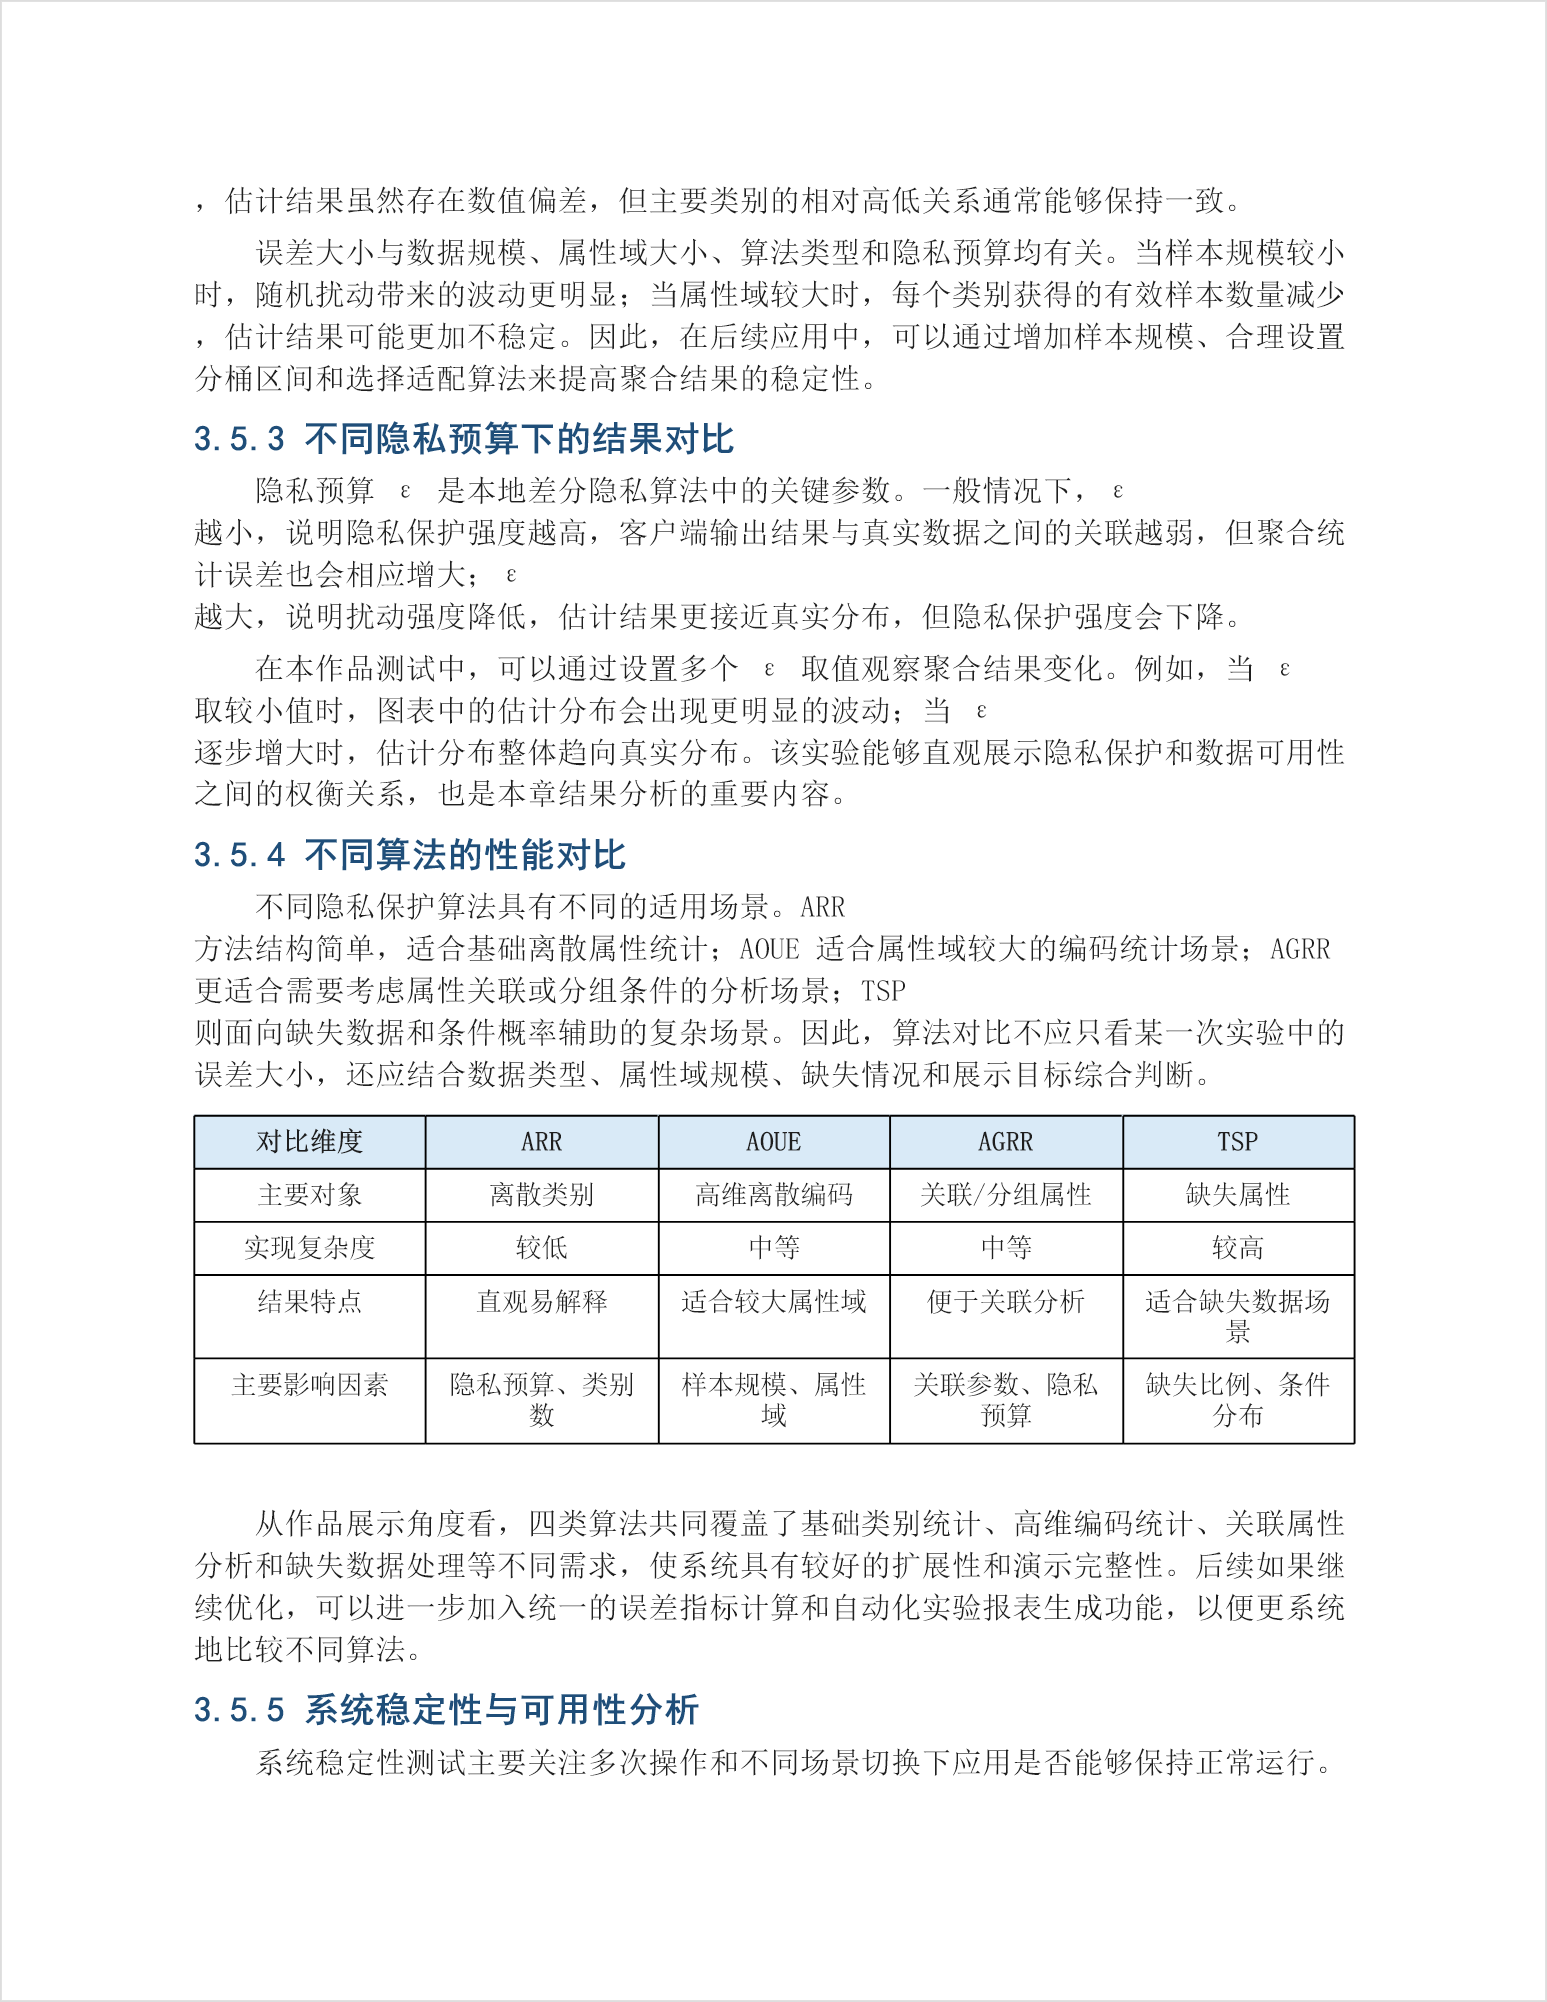 ，估计结果虽然存在数值偏差，但主要类别的相对高低关系通常能够保持一致。
误差大小与数据规模、属性域大小、算法类型和隐私预算均有关。当样本规模较小
时，随机扰动带来的波动更明显；当属性域较大时，每个类别获得的有效样本数量减少
，估计结果可能更加不稳定。因此，在后续应用中，可以通过增加样本规模、合理设置
分桶区间和选择适配算法来提高聚合结果的稳定性。
3.5.3 不同隐私预算下的结果对比
隐私预算 ε 是本地差分隐私算法中的关键参数。一般情况下，ε
越小，说明隐私保护强度越高，客户端输出结果与真实数据之间的关联越弱，但聚合统
计误差也会相应增大；ε
越大，说明扰动强度降低，估计结果更接近真实分布，但隐私保护强度会下降。
在本作品测试中，可以通过设置多个 ε 取值观察聚合结果变化。例如，当 ε
取较小值时，图表中的估计分布会出现更明显的波动；当 ε
逐步增大时，估计分布整体趋向真实分布。该实验能够直观展示隐私保护和数据可用性
之间的权衡关系，也是本章结果分析的重要内容。
3.5.4 不同算法的性能对比
不同隐私保护算法具有不同的适用场景。ARR
方法结构简单，适合基础离散属性统计；AOUE 适合属性域较大的编码统计场景；AGRR
更适合需要考虑属性关联或分组条件的分析场景；TSP
则面向缺失数据和条件概率辅助的复杂场景。因此，算法对比不应只看某一次实验中的
误差大小，还应结合数据类型、属性域规模、缺失情况和展示目标综合判断。
对比维度 ARR AOUE AGRR TSP
主要对象 离散类别 高维离散编码 关联/分组属性 缺失属性
实现复杂度 较低 中等 中等 较高
结果特点 直观易解释 适合较大属性域 便于关联分析 适合缺失数据场
景
主要影响因素 隐私预算、类别 样本规模、属性 关联参数、隐私 缺失比例、条件
数 域 预算 分布
从作品展示角度看，四类算法共同覆盖了基础类别统计、高维编码统计、关联属性
分析和缺失数据处理等不同需求，使系统具有较好的扩展性和演示完整性。后续如果继
续优化，可以进一步加入统一的误差指标计算和自动化实验报表生成功能，以便更系统
地比较不同算法。
3.5.5 系统稳定性与可用性分析
系统稳定性测试主要关注多次操作和不同场景切换下应用是否能够保持正常运行。